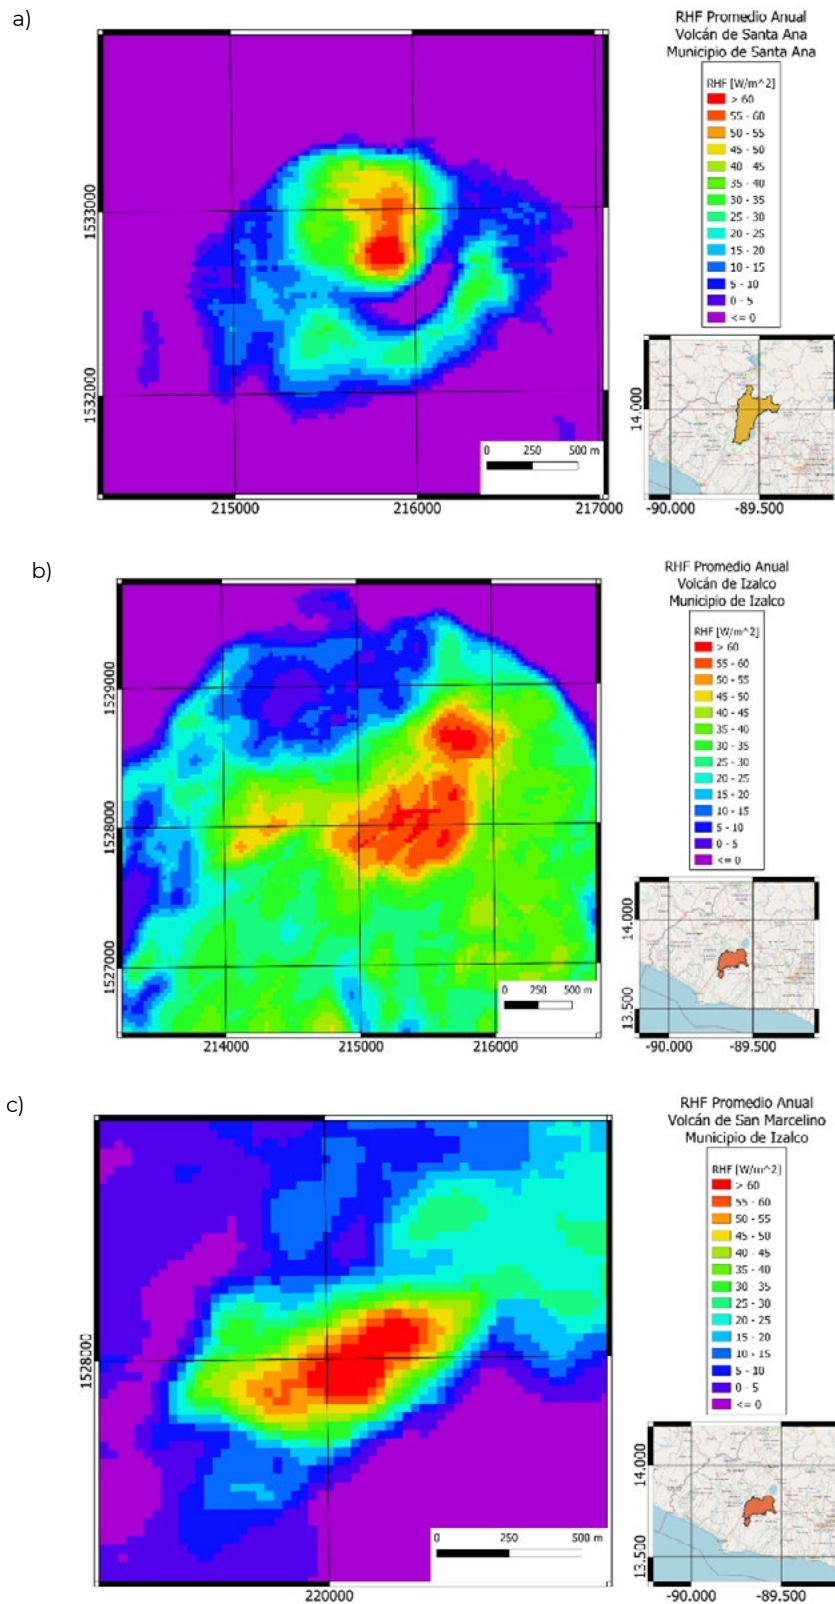 a)
RHF Promedio Anual
Volcán de Santa Ana
Municipio de Santa Ana
RHF [W/m^2]
> 60
55 - 60
50 - 55
45 - 50
40 - 45
35 - 40
30 - 35
25 - 30
20 - 25
15 - 20
10 - 15
5 - 10
0 - 5
<= 0
1533000
1532000
0 250 500 m
215000 216000 217000
14.000
-90.000 -89.500
b)
RHF Promedio Anual
Volcán de Izalco
Municipio de Izalco
RHF [W/m^2]
> 60
55 - 60
50 - 55
45 - 50
40 - 45
35 - 40
30 - 35
25 - 30
20 - 25
15 - 20
10 - 15
5 - 10
0 - 5
<= 0
1529000
1528000
1527000
0 250 500 m
214000 215000 216000
14.000
13.500
-90.000 -89.500
c)
RHF Promedio Anual
Volcán de San Marcelino
Municipio de Izalco
RHF [W/m^2]
> 60
55 - 60
50 - 55
45 - 50
40 - 45
35 - 40
30 - 35
25 - 30
20 - 25
15 - 20
10 - 15
5 - 10
0 - 5
<= 0
1528000
0 250 500 m
220000
14.000
13.500
-90.000 -89.500